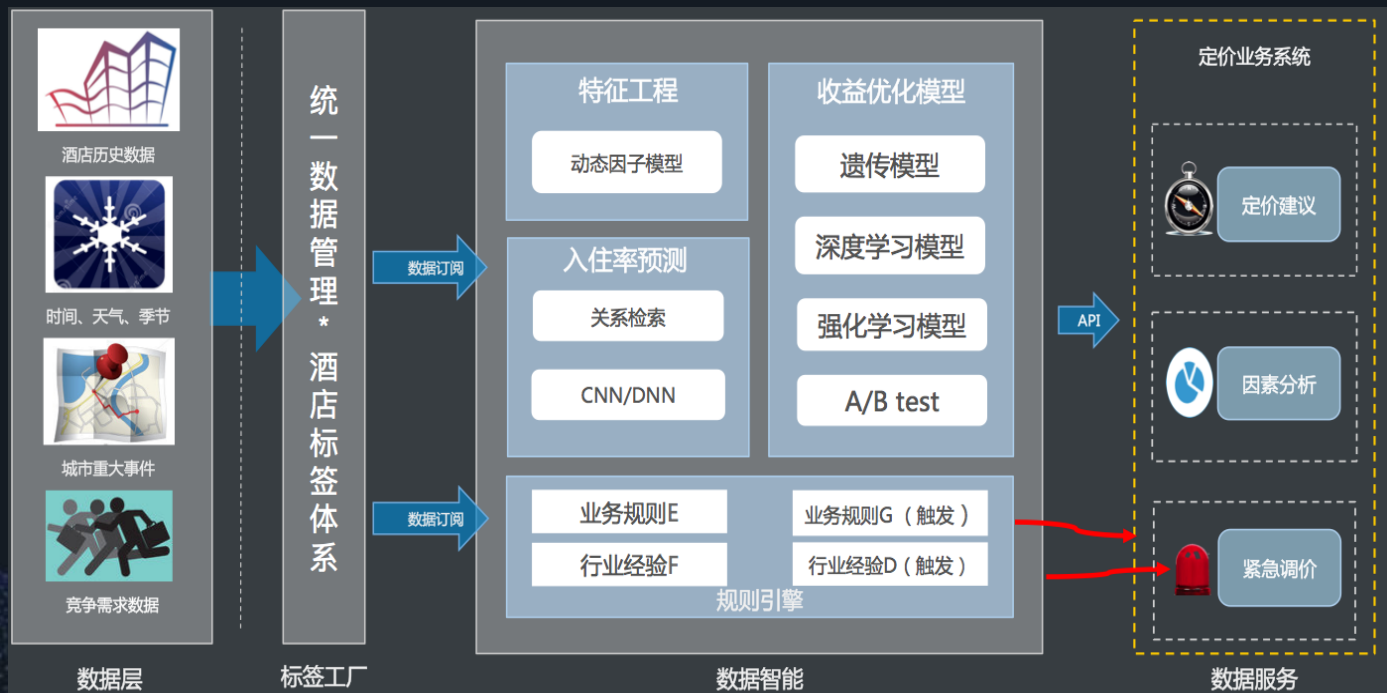 酒店历史数据
时间、天气、季节
城市重大事件
竞争需求数据
数据层
统一数据管理*酒店标签体系
标签工厂
数据订阅
数据订阅
特征工程
动态因子模型
入住率预测
关系检索
CNN/DNN
收益优化模型
遗传模型
深度学习模型
强化学习模型
A/B test
业务规则E
业务规则G（触发）
行业经验F
行业经验D（触发）
规则引擎
数据智能
API
定价业务系统
定价建议
因素分析
紧急调价
数据服务